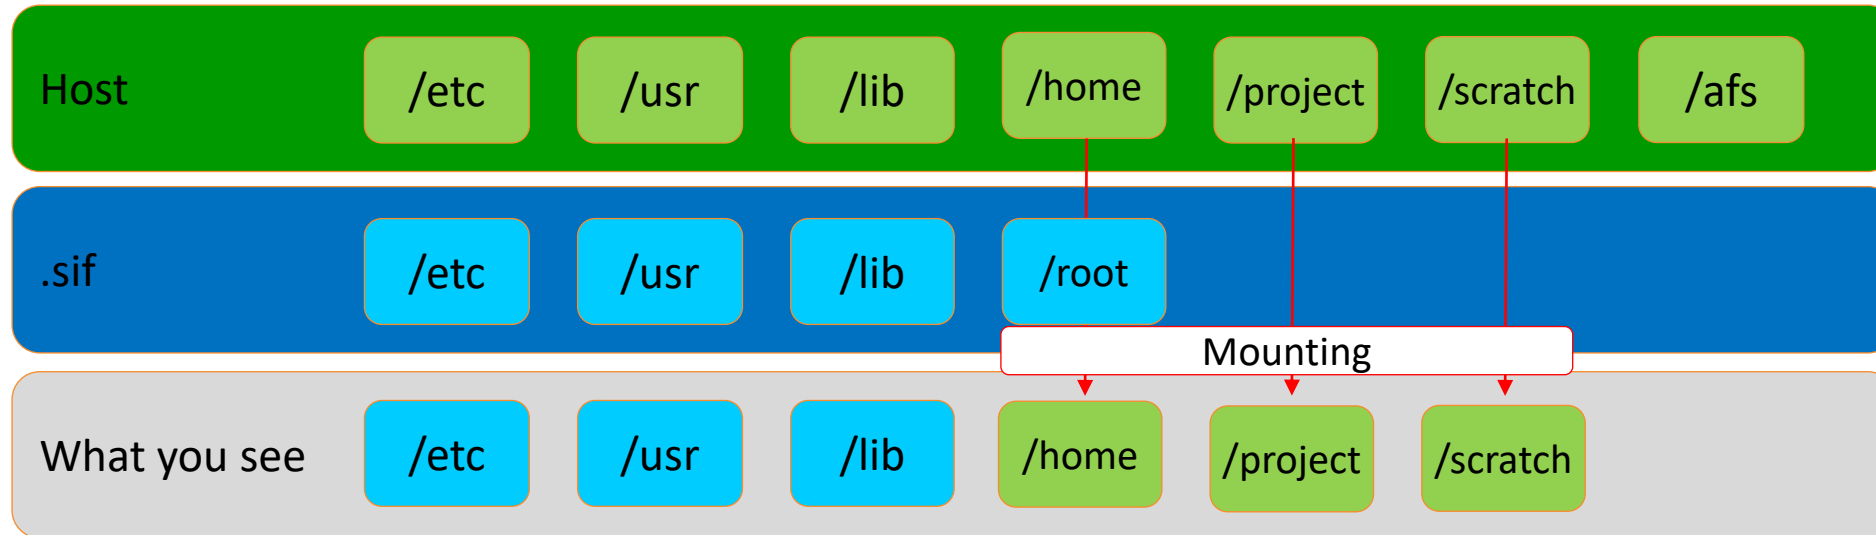 Host /etc /usr /lib /home /project /scratch /afs
.sif /etc /usr /lib /root
Mounting
What you see /etc /usr /lib /home /project /scratch